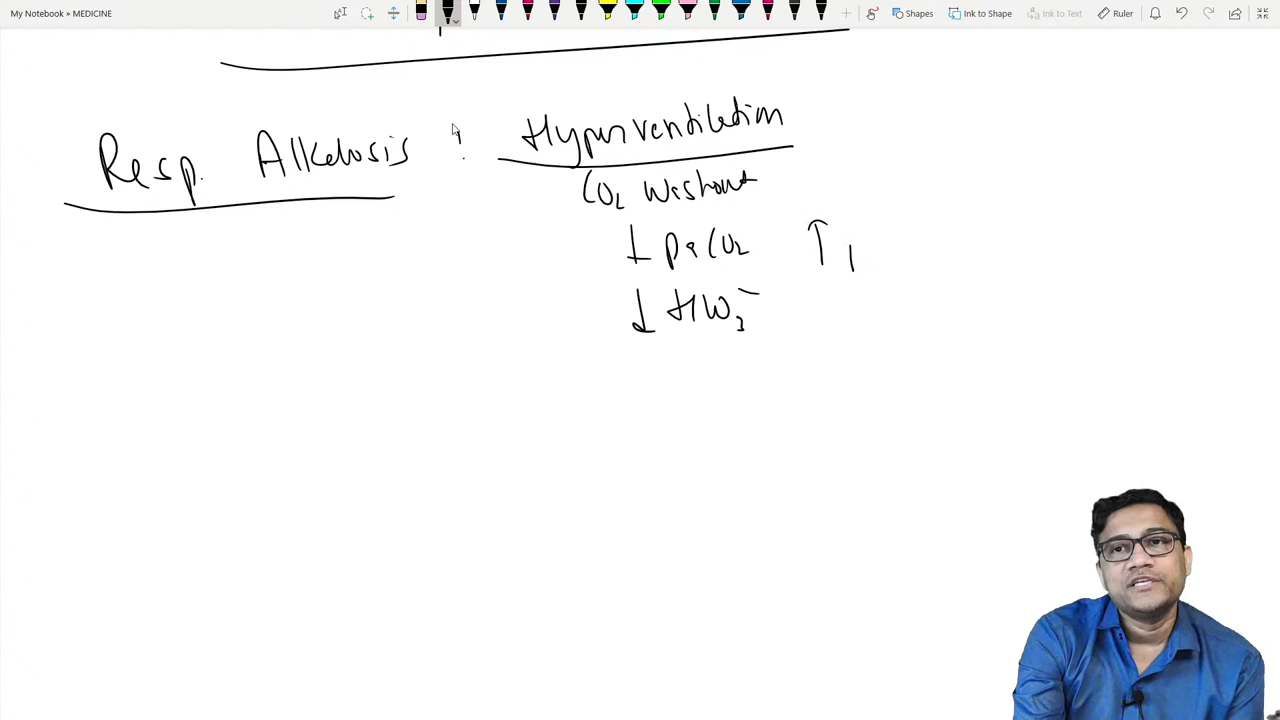 My Notebook » MEDICINE
Shapes Ink to Shape Ink to Text Ruler
Resp. Alkalosis : Hyperventilation
CO2 Washout
↓ PaCO2 ↑
↓ HCO3-